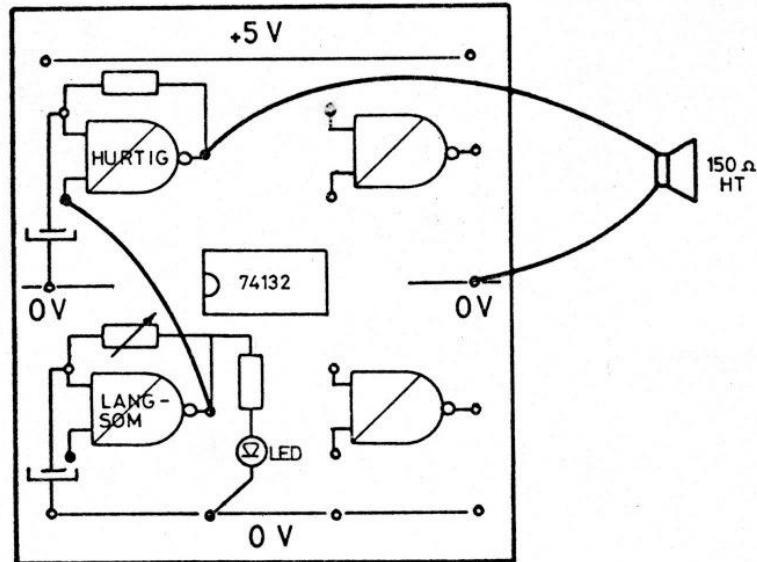 +5 V
HURTIG
150 Ω
HT
74132
0 V
0 V
LANG-
SOM
LED
0 V